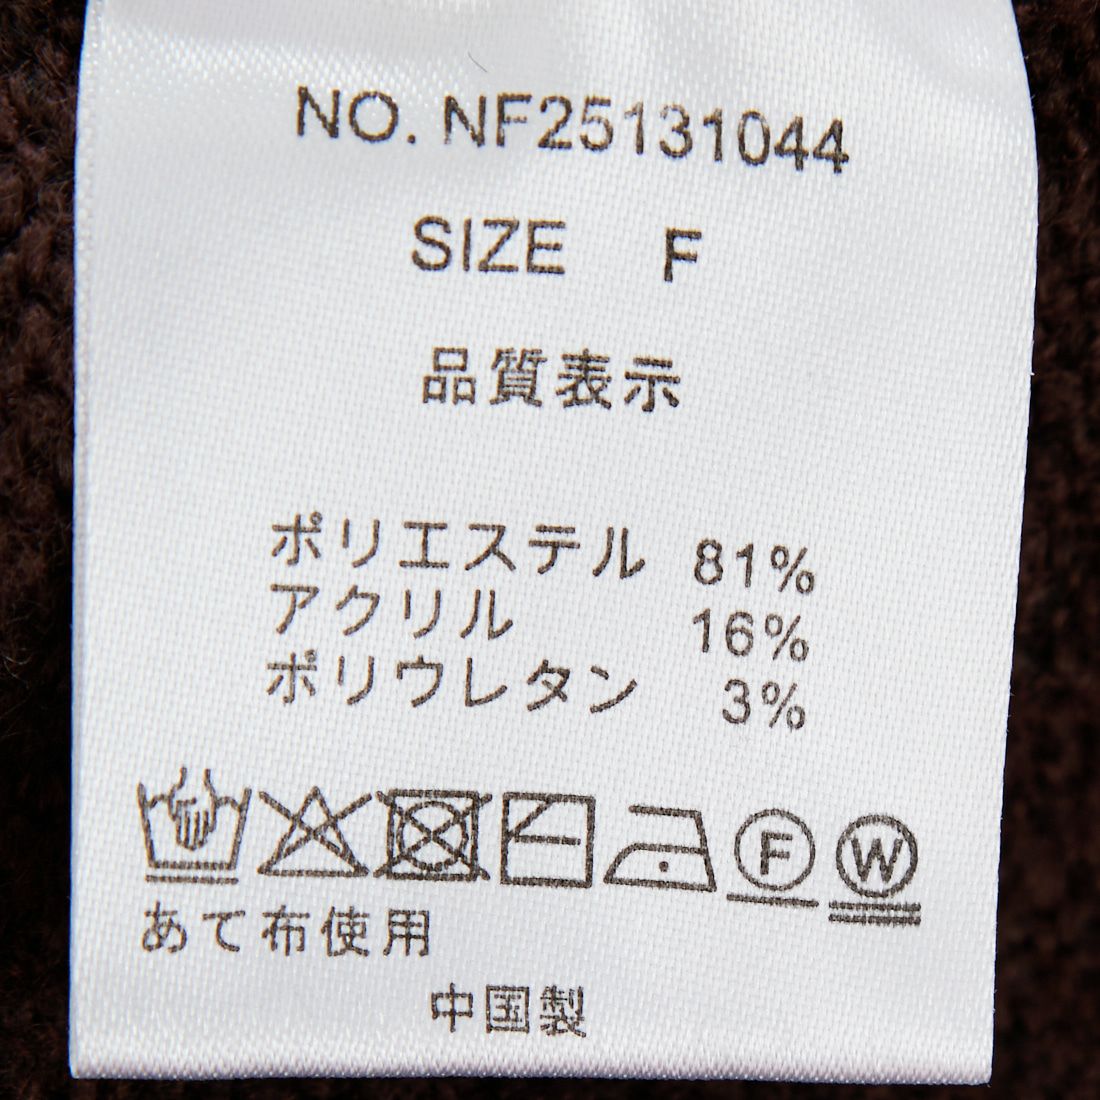 NO. NF25131044
SIZE F
品質表示
ポリエステル 81%
アクリル 16%
ポリウレタン 3%
F W
あて布使用
中国製